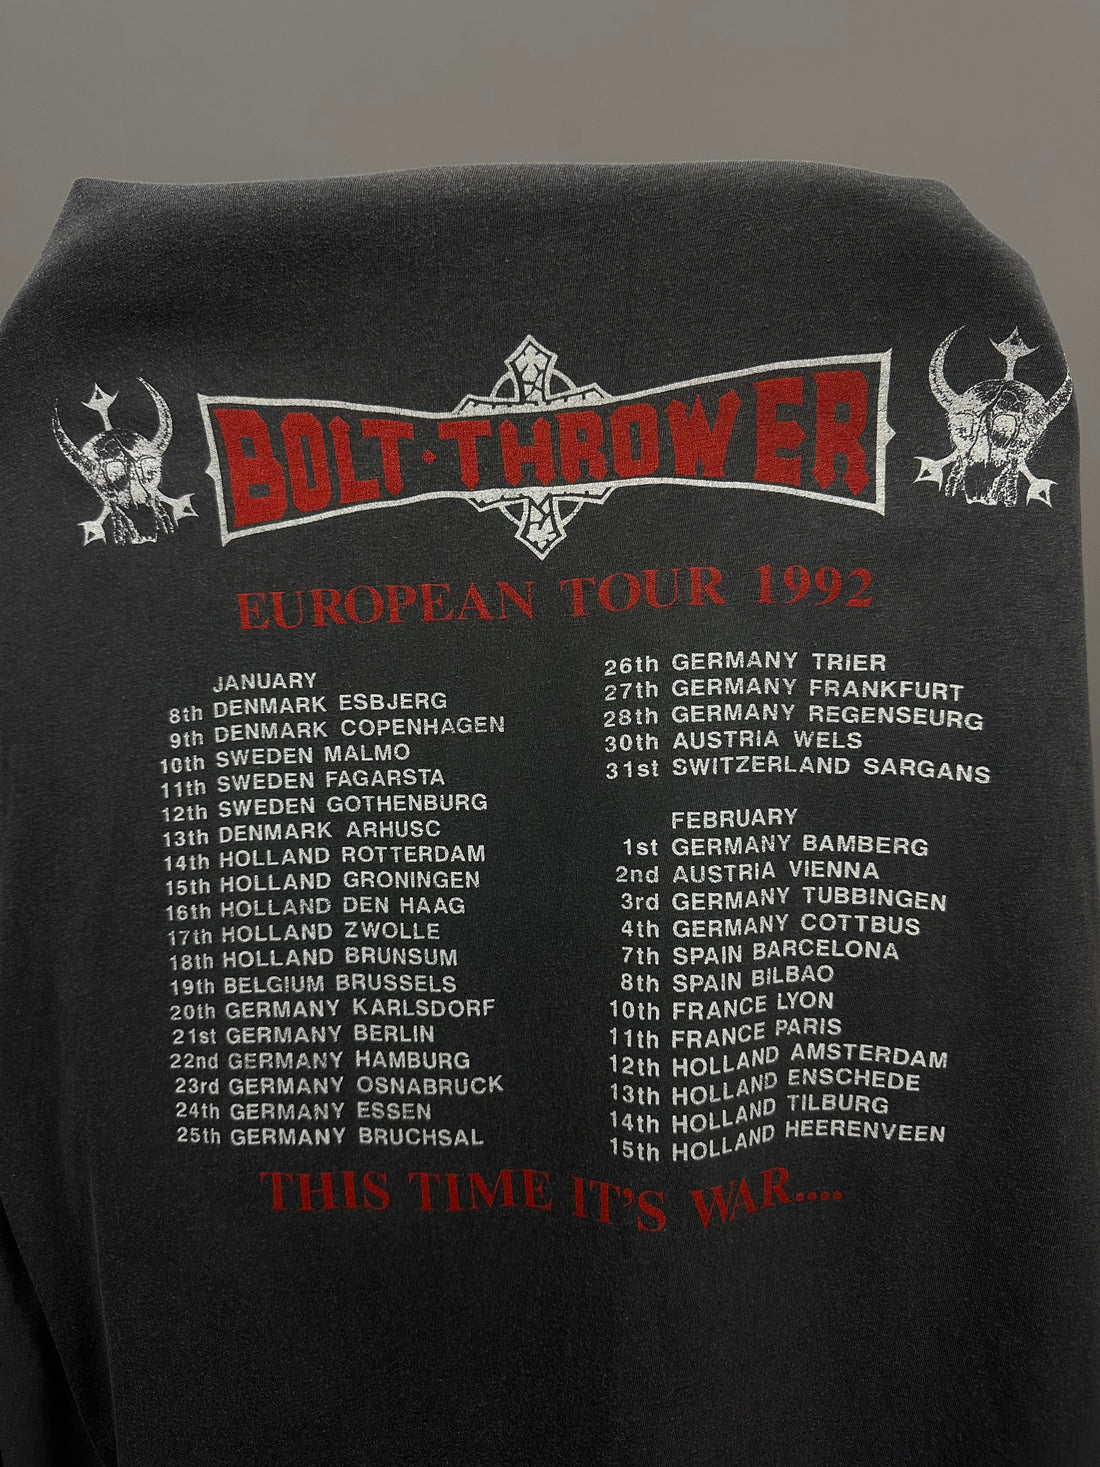 BOLT · THROWER
EUROPEAN TOUR 1992
JANUARY
8th DENMARK ESBJERG
9th DENMARK COPENHAGEN
10th SWEDEN MALMO
11th SWEDEN FAGARSTA
12th SWEDEN GOTHENBURG
13th DENMARK ARHUSC
14th HOLLAND ROTTERDAM
15th HOLLAND GRONINGEN
16th HOLLAND DEN HAAG
17th HOLLAND ZWOLLE
18th HOLLAND BRUNSUM
19th BELGIUM BRUSSELS
20th GERMANY KARLSDORF
21st GERMANY BERLIN
22nd GERMANY HAMBURG
23rd GERMANY OSNABRUCK
24th GERMANY ESSEN
25th GERMANY BRUCHSAL
26th GERMANY TRIER
27th GERMANY FRANKFURT
28th GERMANY REGENSEURG
30th AUSTRIA WELS
31st SWITZERLAND SARGANS
FEBRUARY
1st GERMANY BAMBERG
2nd AUSTRIA VIENNA
3rd GERMANY TUBBINGEN
4th GERMANY COTTBUS
7th SPAIN BARCELONA
8th SPAIN BILBAO
10th FRANCE LYON
11th FRANCE PARIS
12th HOLLAND AMSTERDAM
13th HOLLAND ENSCHEDE
14th HOLLAND TILBURG
15th HOLLAND HEERENVEEN
THIS TIME IT'S WAR....